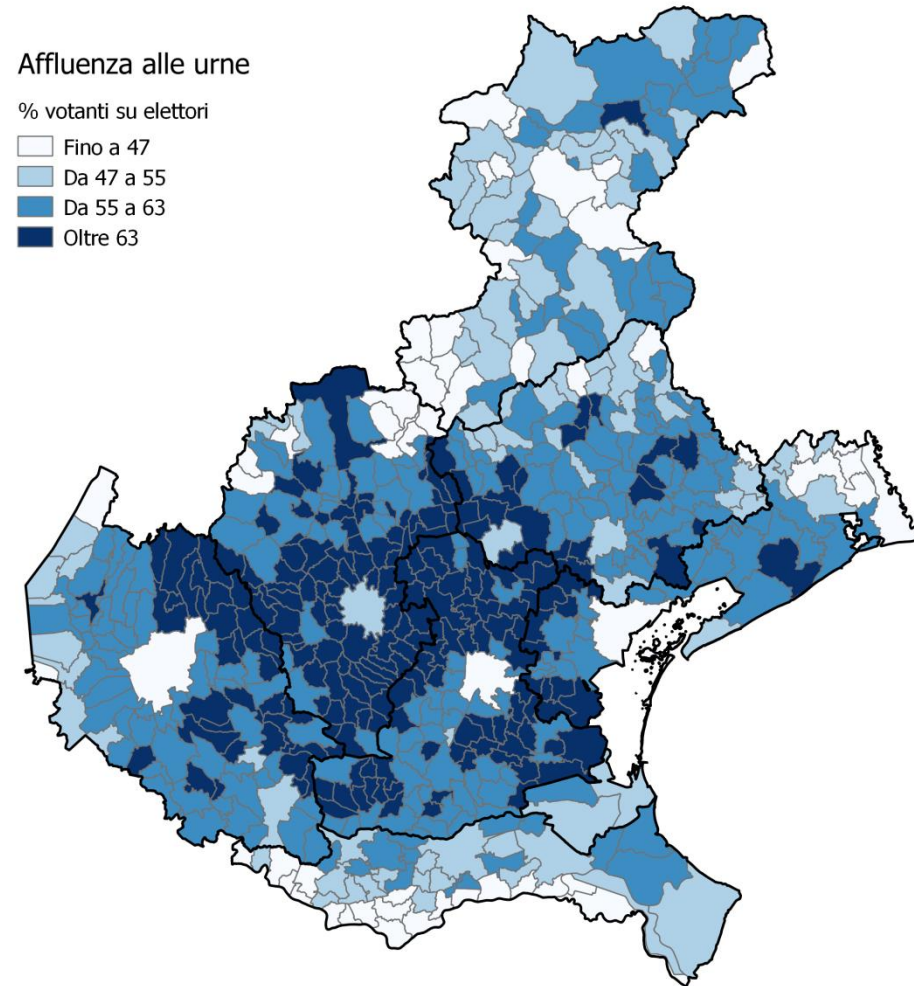 Affluenza alle urne
% votanti su elettori
Fino a 47
Da 47 a 55
Da 55 a 63
Oltre 63